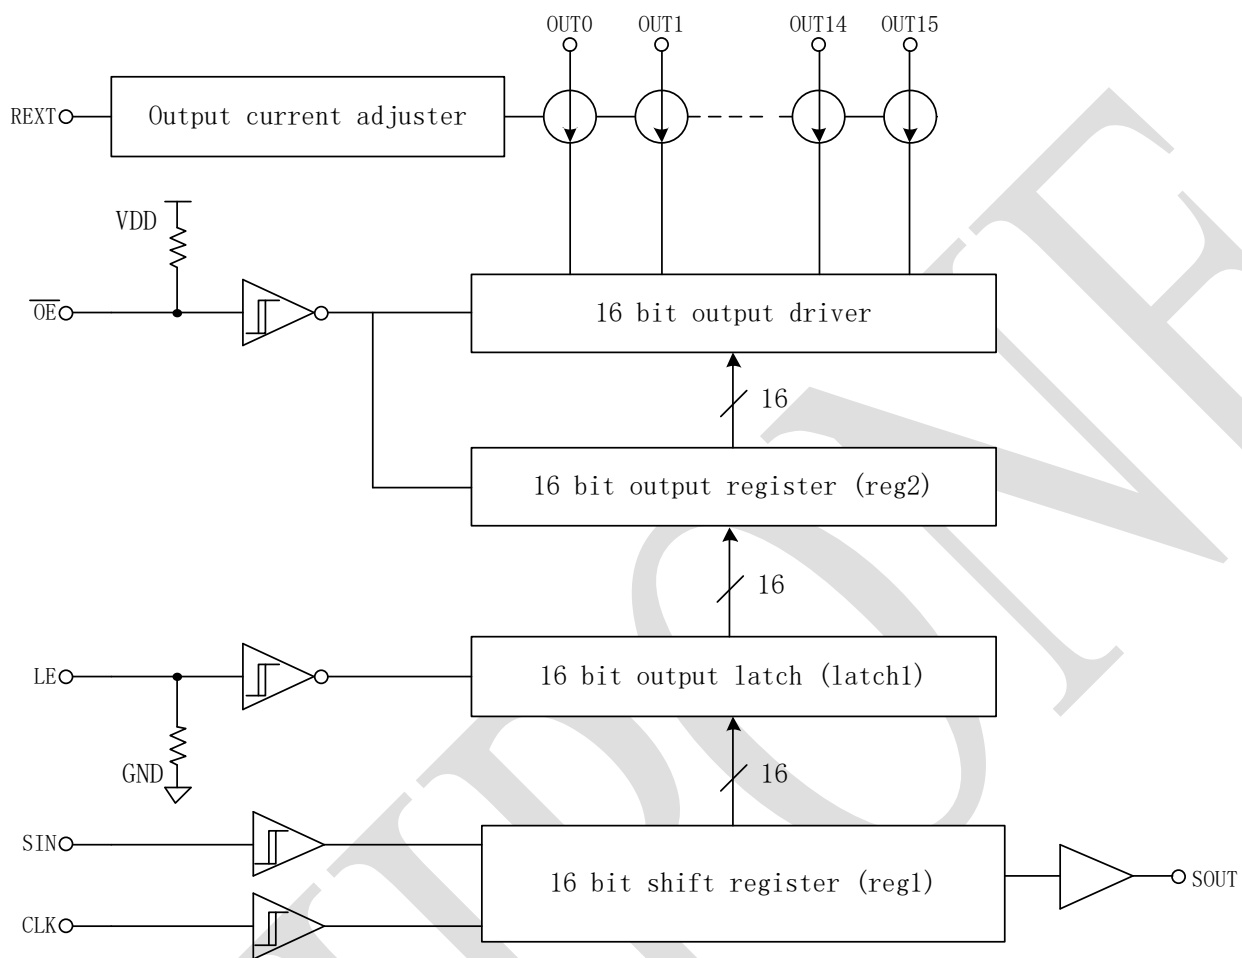 OUT0 OUT1 OUT14 OUT15
REXT Output current adjuster
VDD
OE 16 bit output driver
16
16 bit output register (reg2)
16
LE 16 bit output latch (latch1)
GND 16
SIN
16 bit shift register (reg1) SOUT
CLK